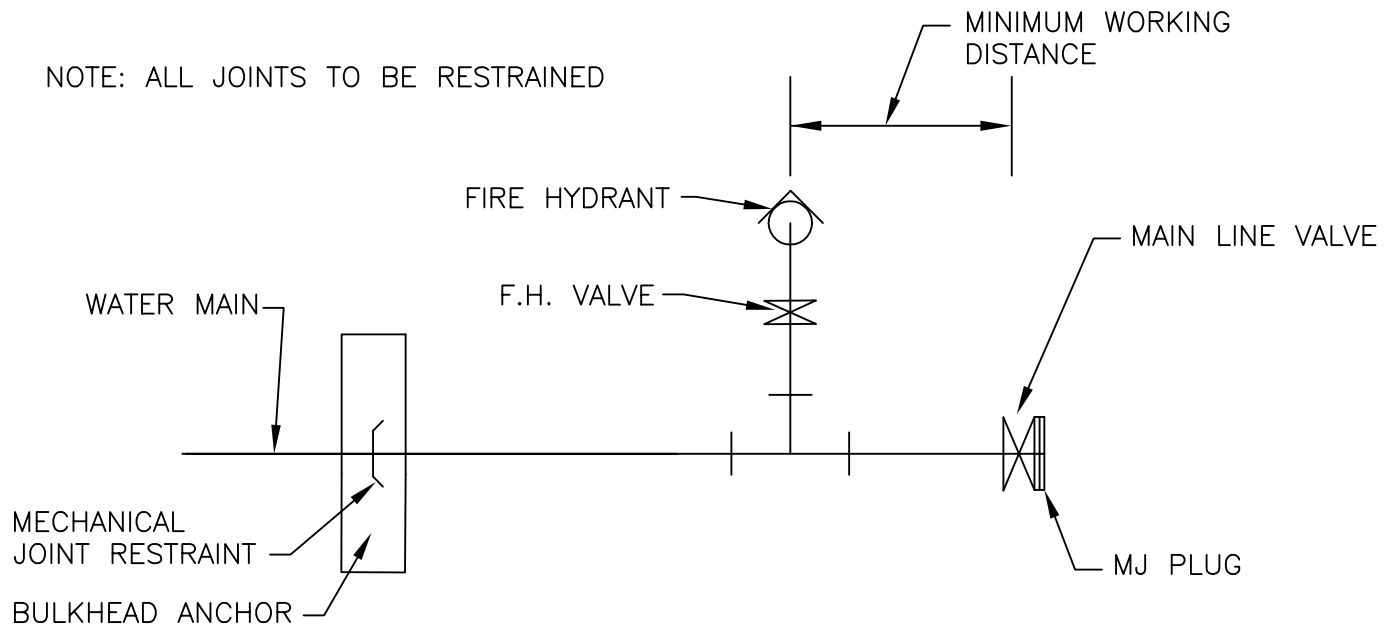 MINIMUM WORKING
DISTANCE
NOTE: ALL JOINTS TO BE RESTRAINED
FIRE HYDRANT
MAIN LINE VALVE
F.H. VALVE
WATER MAIN
MECHANICAL
JOINT RESTRAINT
MJ PLUG
BULKHEAD ANCHOR